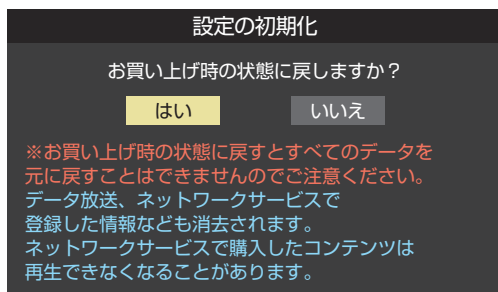 設定の初期化
お買い上げ時の状態に戻しますか？
はい いいえ
※お買い上げ時の状態に戻すとすべてのデータを
元に戻すことはできませんのでご注意ください。
データ放送、ネットワークサービスで
登録した情報なども消去されます。
ネットワークサービスで購入したコンテンツは
再生できなくなることがあります。